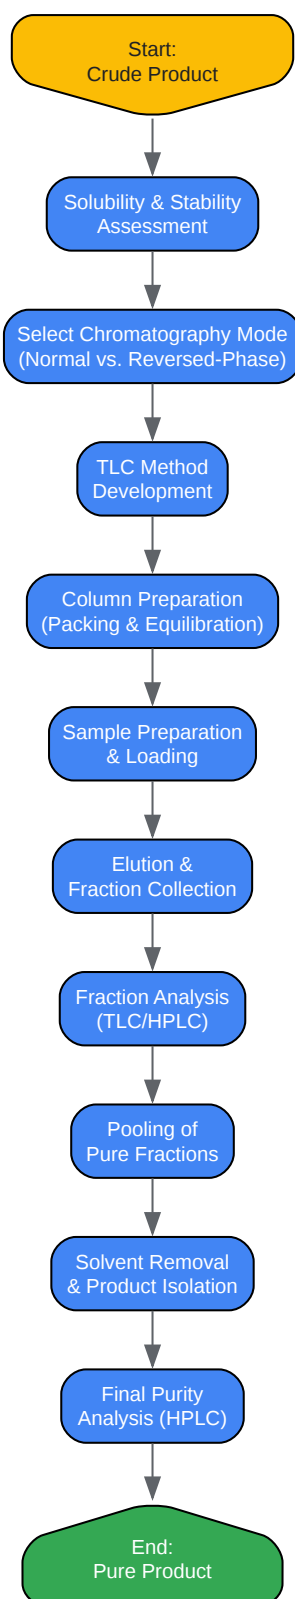 Start:
Crude Product
Solubility & Stability
Assessment
Select Chromatography Mode
(Normal vs. Reversed-Phase)
TLC Method
Development
Column Preparation
(Packing & Equilibration)
Sample Preparation
& Loading
Elution &
Fraction Collection
Fraction Analysis
(TLC/HPLC)
Pooling of
Pure Fractions
Solvent Removal
& Product Isolation
Final Purity
Analysis (HPLC)
End:
Pure Product